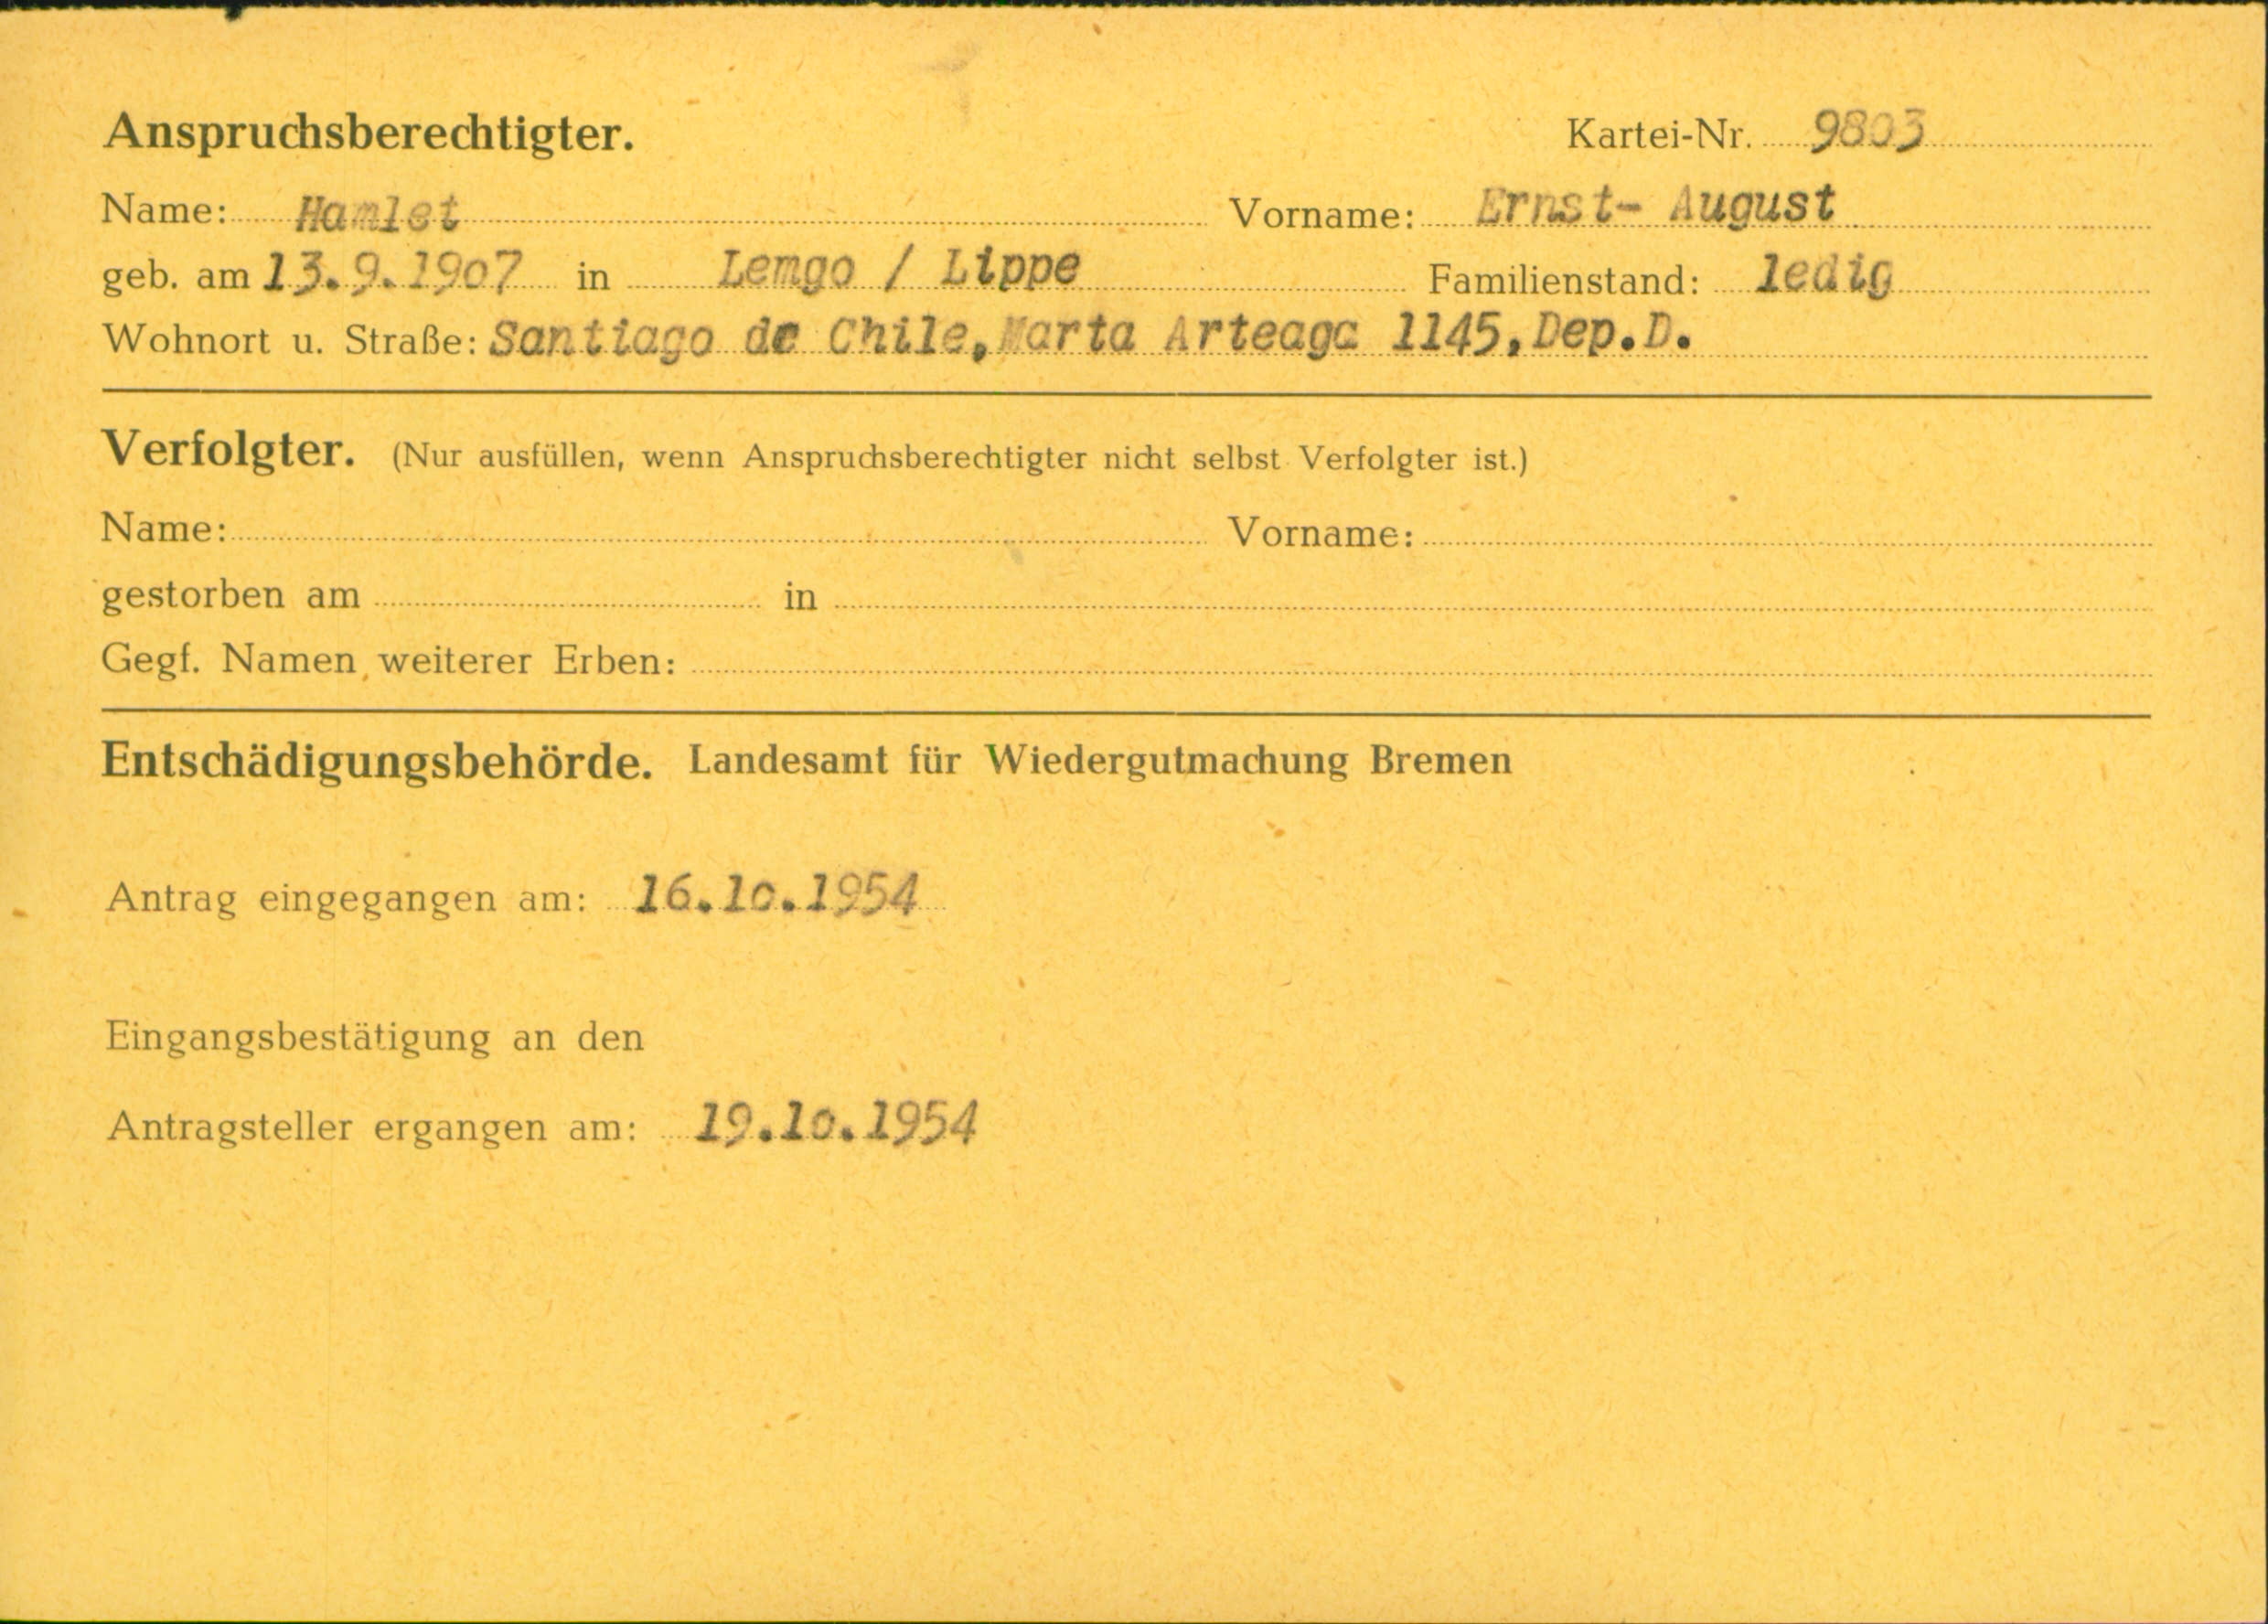 Anspruchsberechtigter. Kartei-Nr. 9803
Name: Hamlet Vorname: Ernst- August
geb. am 13.9.19o7 in Lemgo / Lippe Familienstand: ledig
Wohnort u. Straße: Santiago de Chile, Marta Arteaga 1145, Dep.D.
Verfolgter. (Nur ausfüllen, wenn Anspruchsberechtigter nicht selbst Verfolgter ist.)
Name: Vorname:
gestorben am in
Gegf. Namen weiterer Erben:
Entschädigungsbehörde. Landesamt für Wiedergutmachung Bremen
Antrag eingegangen am: 16.1o.1954
Eingangsbestätigung an den
Antragsteller ergangen am: 19.1o.1954